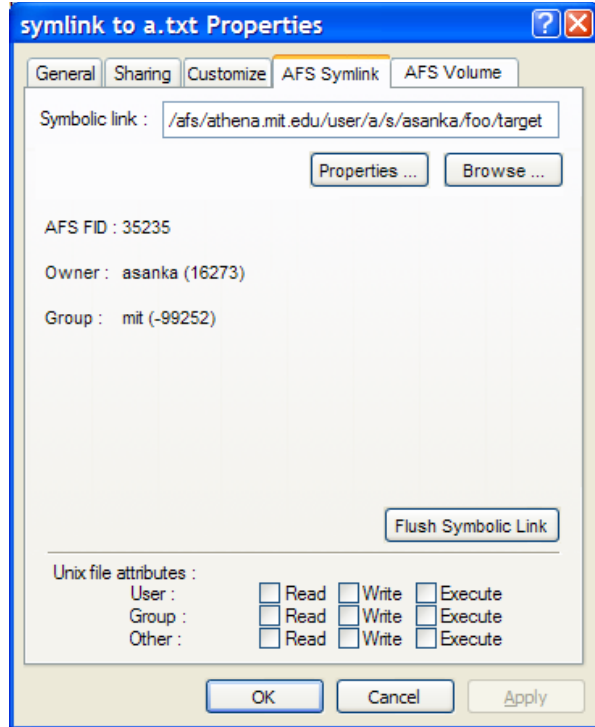 symlink to a.txt Properties
General Sharing Customize AFS Symlink AFS Volume
Symbolic link : /afs/athena.mit.edu/user/a/s/asanka/foo/target
Properties ... Browse ...
AFS FID : 35235
Owner : asanka (16273)
Group : mit (-99252)
Flush Symbolic Link
Unix file attributes :
User : Read Write Execute
Group : Read Write Execute
Other : Read Write Execute
OK Cancel Apply